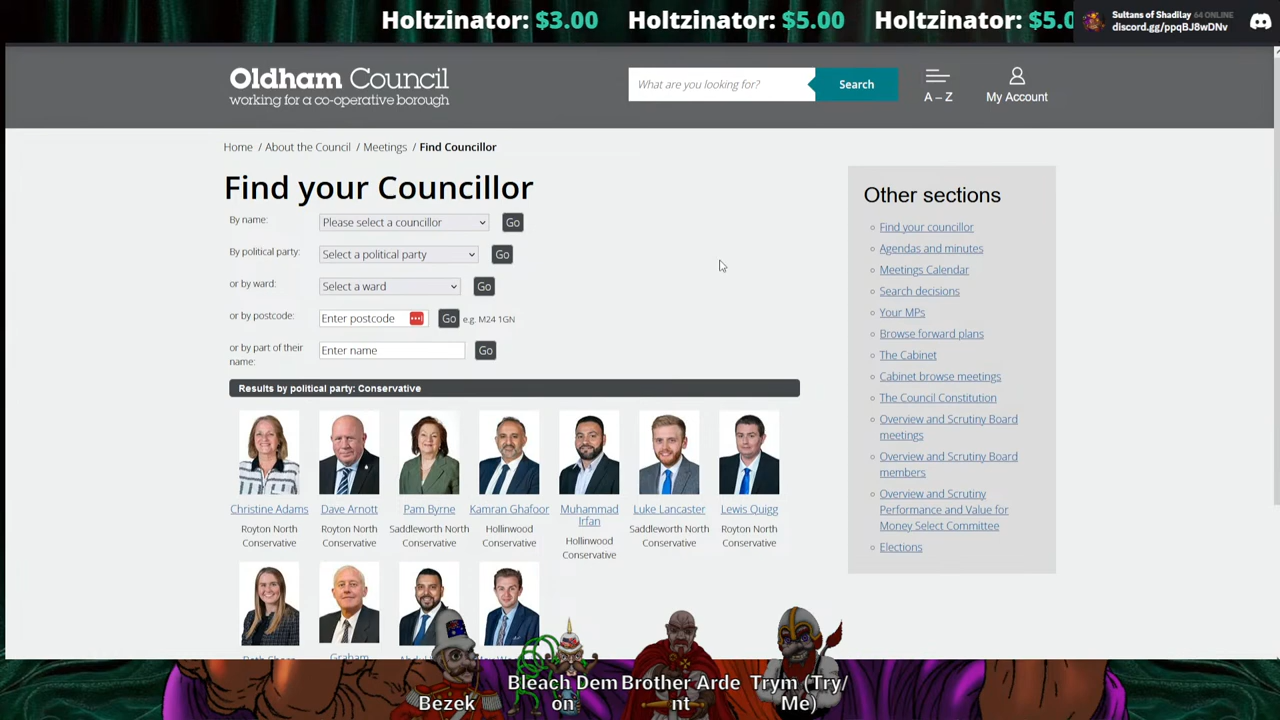 Holtzinator: $3.00 Holtzinator: $5.00 Holtzinator: $5.0
Sultans of Shadilay 64 ONLINE
discord.gg/ppqBJ8wDNv
Oldham Council
working for a co-operative borough
What are you looking for?
Search
A – Z
My Account
Home / About the Council / Meetings / Find Councillor
Find your Councillor
By name:
Please select a councillor
Go
By political party:
Select a political party
Go
or by ward:
Select a ward
Go
or by postcode:
Enter postcode
Go
e.g. M24 1GN
or by part of their
name:
Enter name
Go
Results by political party: Conservative
Christine Adams
Royton North
Conservative
Dave Arnott
Royton North
Conservative
Pam Byrne
Saddleworth North
Conservative
Kamran Ghafoor
Hollinwood
Conservative
Muhammad
Irfan
Hollinwood
Conservative
Luke Lancaster
Saddleworth North
Conservative
Lewis Quigg
Royton North
Conservative
Graham
Other sections
Find your councillor
Agendas and minutes
Meetings Calendar
Search decisions
Your MPs
Browse forward plans
The Cabinet
Cabinet browse meetings
The Council Constitution
Overview and Scrutiny Board
meetings
Overview and Scrutiny Board
members
Overview and Scrutiny
Performance and Value for
Money Select Committee
Elections
Bezek
Bleach Dem
on
Brother Arde
nt
Trym (Try/
Me)